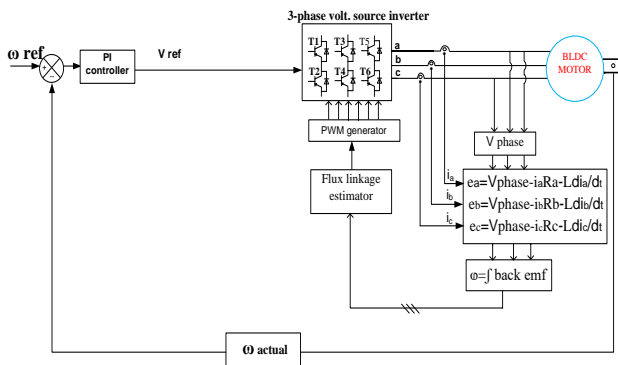 3-phase volt. source inverter
ω ref
+
−
PI
controller
V ref
T1 T3 T5
T2 T4 T6
a
b
c
BLDC
MOTOR
PWM generator
Flux linkage
estimator
V phase
ia
ib
ic
ea=Vphase-iaRa-Ldia/dt
eb=Vphase-ibRb-Ldib/dt
ec=Vphase-icRc-Ldic/dt
φ=∫ back emf
ω actual